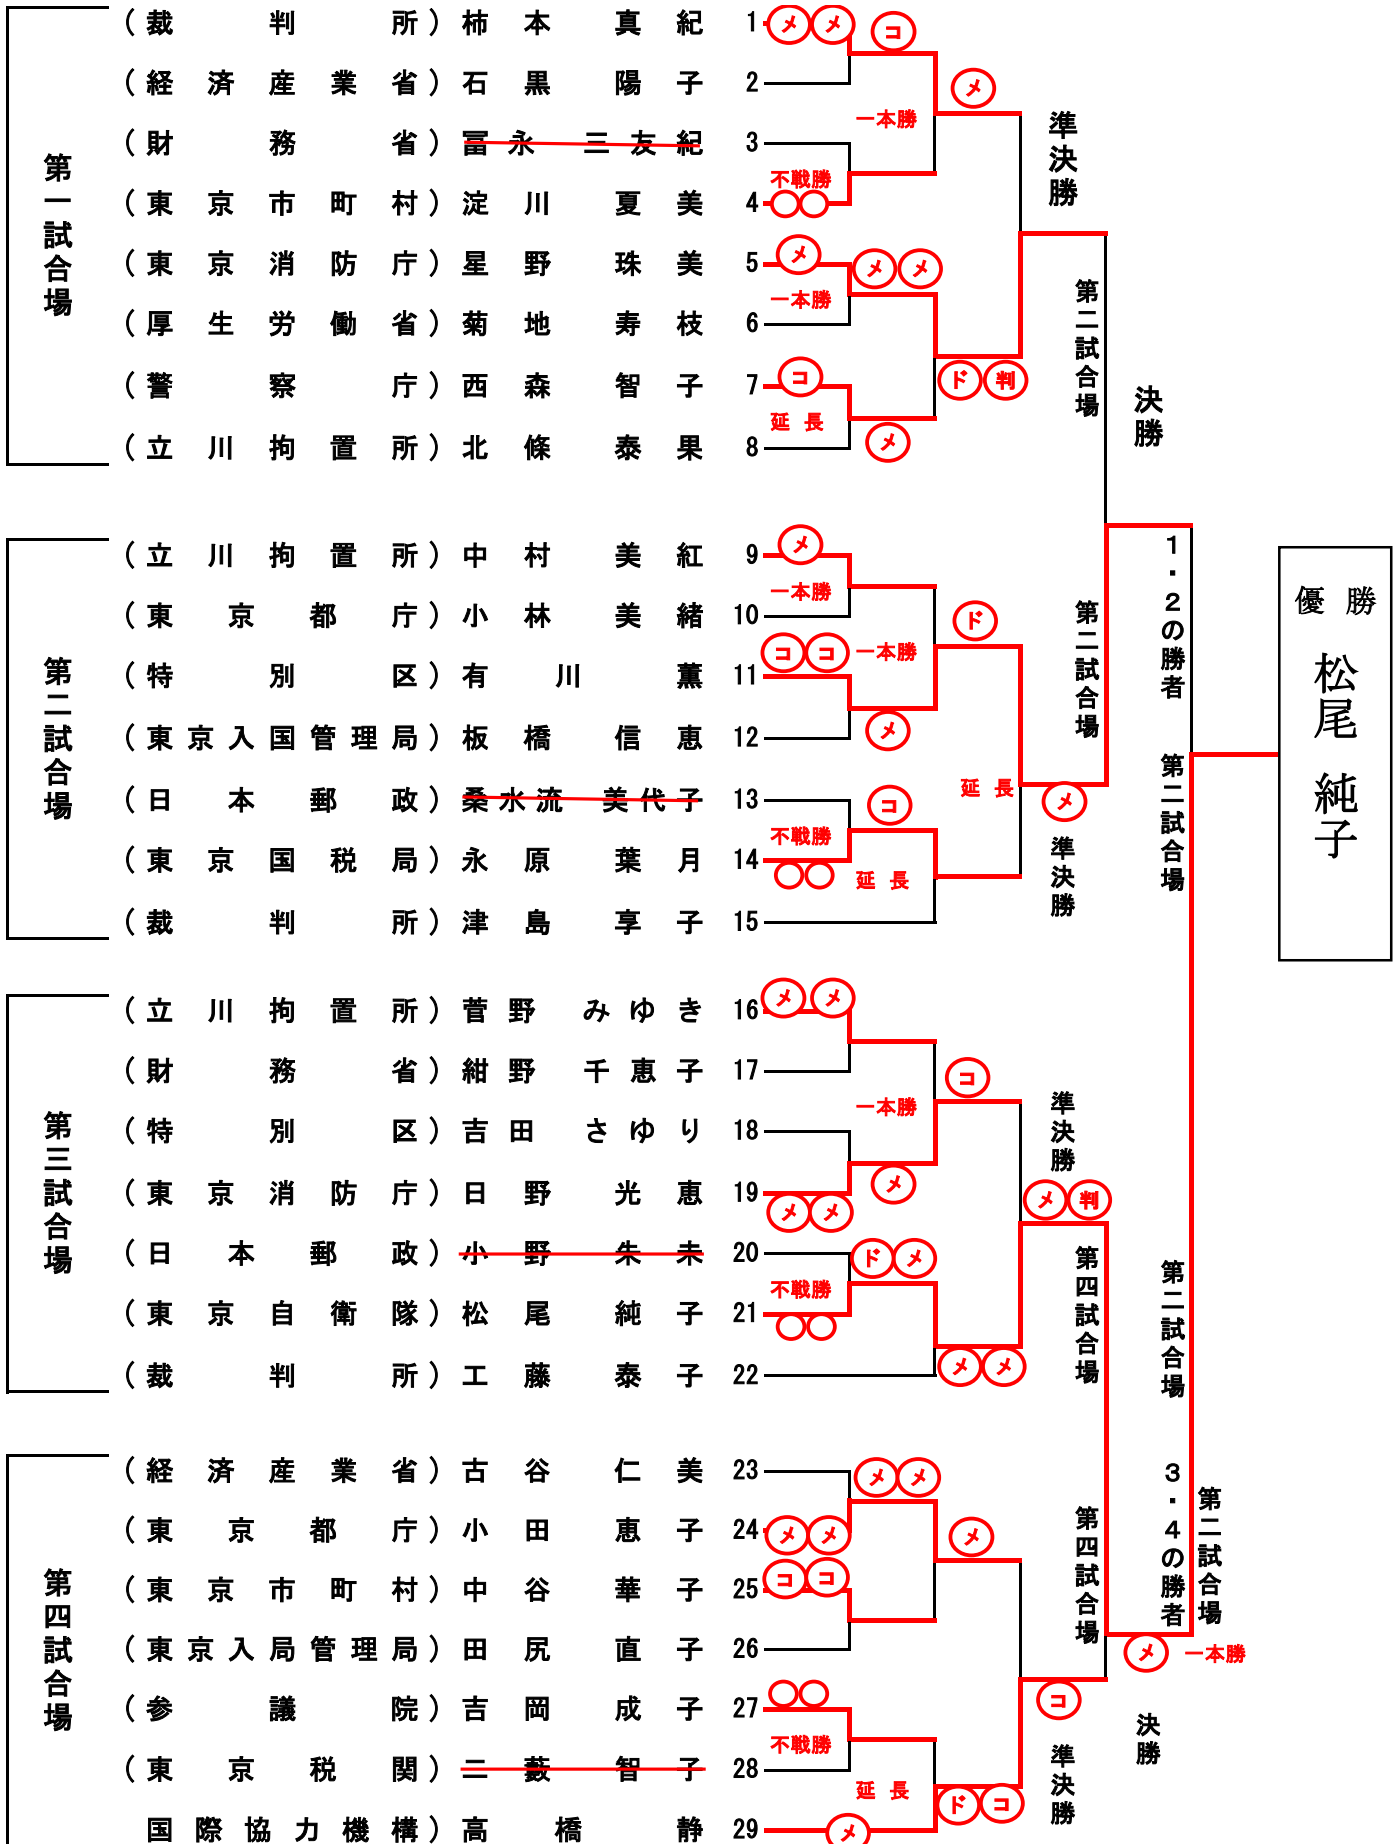 第一試合場
(裁判所) 柿本 真紀 1
(経済産業省) 石黒 陽子 2
(財務省) 冨永 三友紀 3
(東京市町村) 淀川 夏美 4
(東京消防庁) 星野 珠美 5
(厚生労働省) 菊地 寿枝 6
(警察庁) 西森 智子 7
(立川拘置所) 北條 泰果 8
メ メ
コ
メ
一本勝
不戦勝
メ
メ メ
一本勝
コ
延長
メ
ド 判
準決勝
第二試合場
決勝
第二試合場
(立川拘置所) 中村 美紅 9
(東京都庁) 小林 美緒 10
(特別区) 有川 薫 11
(東京入国管理局) 板橋 信恵 12
(日本郵政) 桑水流 美代子 13
(東京国税局) 永原 葉月 14
(裁判所) 津島 享子 15
メ
一本勝
ド
コ コ
一本勝
メ
コ
不戦勝
延長
延長
メ
第二試合場
準決勝
1・2の勝者
第二試合場
優勝
松尾 純子
第三試合場
(立川拘置所) 菅野 みゆき 16
(財務省) 紺野 千恵子 17
(特別区) 吉田 さゆり 18
(東京消防庁) 日野 光恵 19
(日本郵政) 小野 朱未 20
(東京自衛隊) 松尾 純子 21
(裁判所) 工藤 泰子 22
メ メ
コ
一本勝
メ
メ メ
ド メ
不戦勝
メ メ
準決勝
メ 判
第四試合場
第二試合場
第四試合場
(経済産業省) 古谷 仁美 23
(東京都庁) 小田 恵子 24
(東京市町村) 中谷 華子 25
(東京入局管理局) 田尻 直子 26
(参議院) 吉岡 成子 27
(東京税関) 二藪 智子 28
国際協力機構) 高橋 静 29
メ メ
メ メ
メ
コ コ
不戦勝
延長
ド コ
メ
コ
第四試合場
準決勝
3・4の勝者
第二試合場
メ
一本勝
決勝